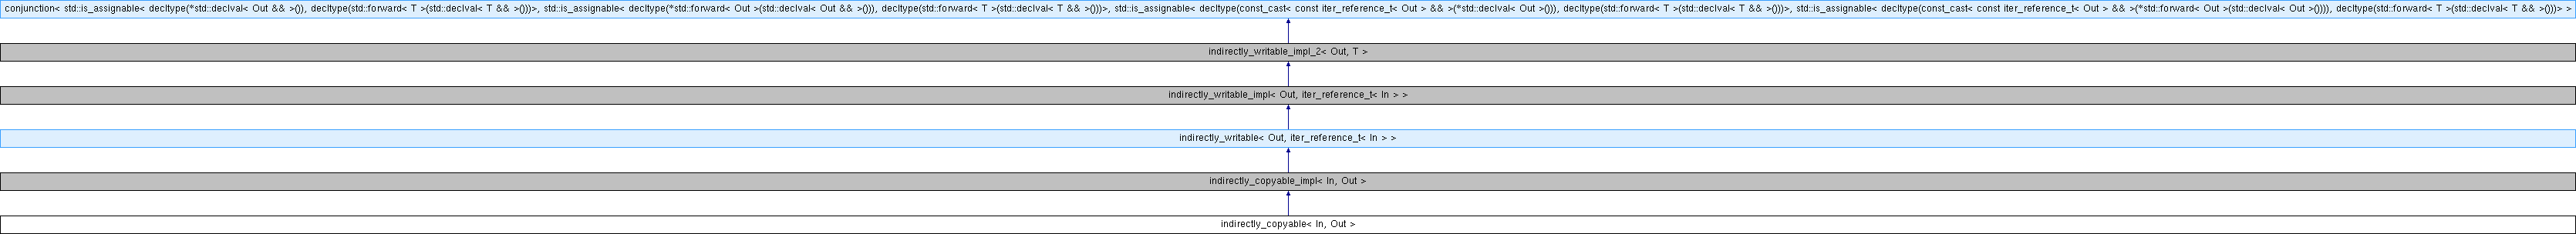 conjunction< std::is_assignable< decltype(*std::declval< Out && >()), decltype(std::forward< T >(std::declval< T && >()))>, std::is_assignable< decltype(*std::forward< Out >(std::declval< Out && >())), decltype(std::forward< T >(std::declval< T && >()))>, std::is_assignable< decltype(const_cast< const iter_reference_t< Out > && >(*std::declval< Out >())), decltype(std::forward< T >(std::declval< T && >()))>, std::is_assignable< decltype(const_cast< const iter_reference_t< Out > && >(*std::forward< Out >(std::declval< Out >()))), decltype(std::forward< T >(std::declval< T && >()))> >
indirectly_writable_impl_2< Out, T >
indirectly_writable_impl< Out, iter_reference_t< In > >
indirectly_writable< Out, iter_reference_t< In > >
indirectly_copyable_impl< In, Out >
indirectly_copyable< In, Out >